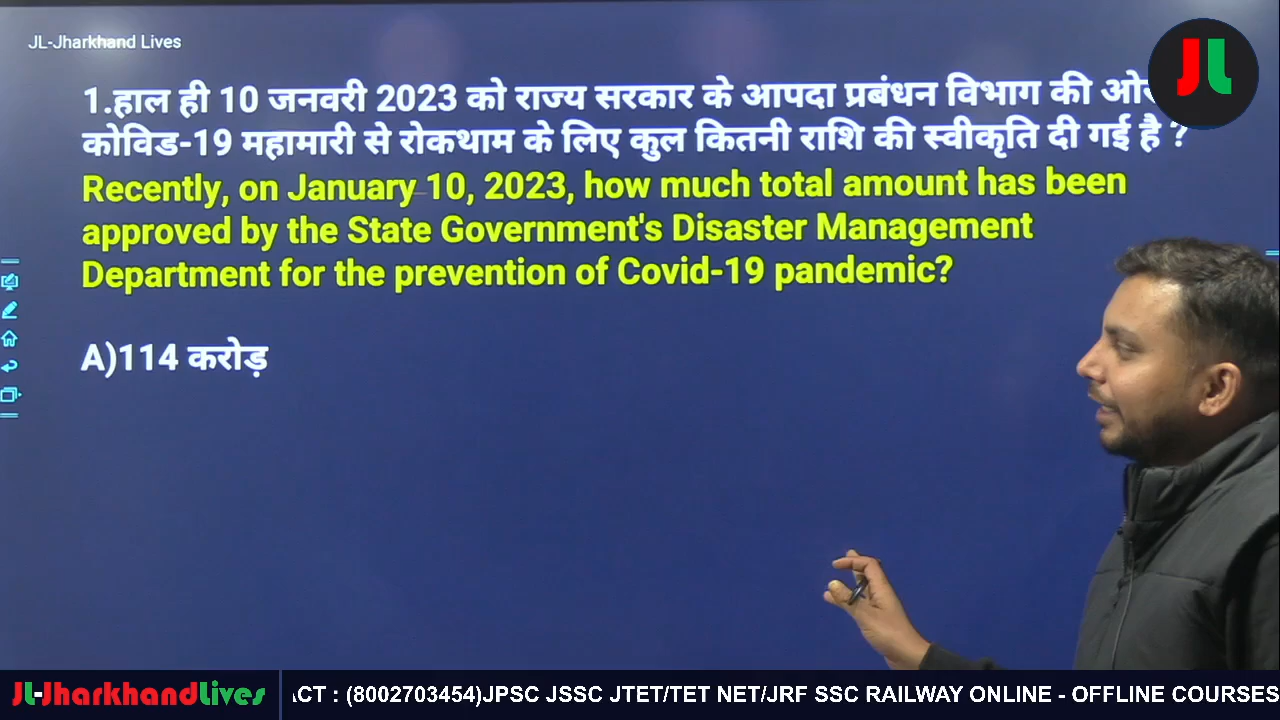 JL-Jharkhand Lives
JL
1.हाल ही 10 जनवरी 2023 को राज्य सरकार के आपदा प्रबंधन विभाग की
कोविड-19 महामारी से रोकथाम के लिए कुल कितनी राशि की स्वीकृति दी गई है ?
Recently, on January 10, 2023, how much total amount has been
approved by the State Government's Disaster Management
Department for the prevention of Covid-19 pandemic?
A)114 करोड़
JL-JharkhandLives
ACT : (8002703454)JPSC JSSC JTET/TET NET/JRF SSC RAILWAY ONLINE - OFFLINE COURSES